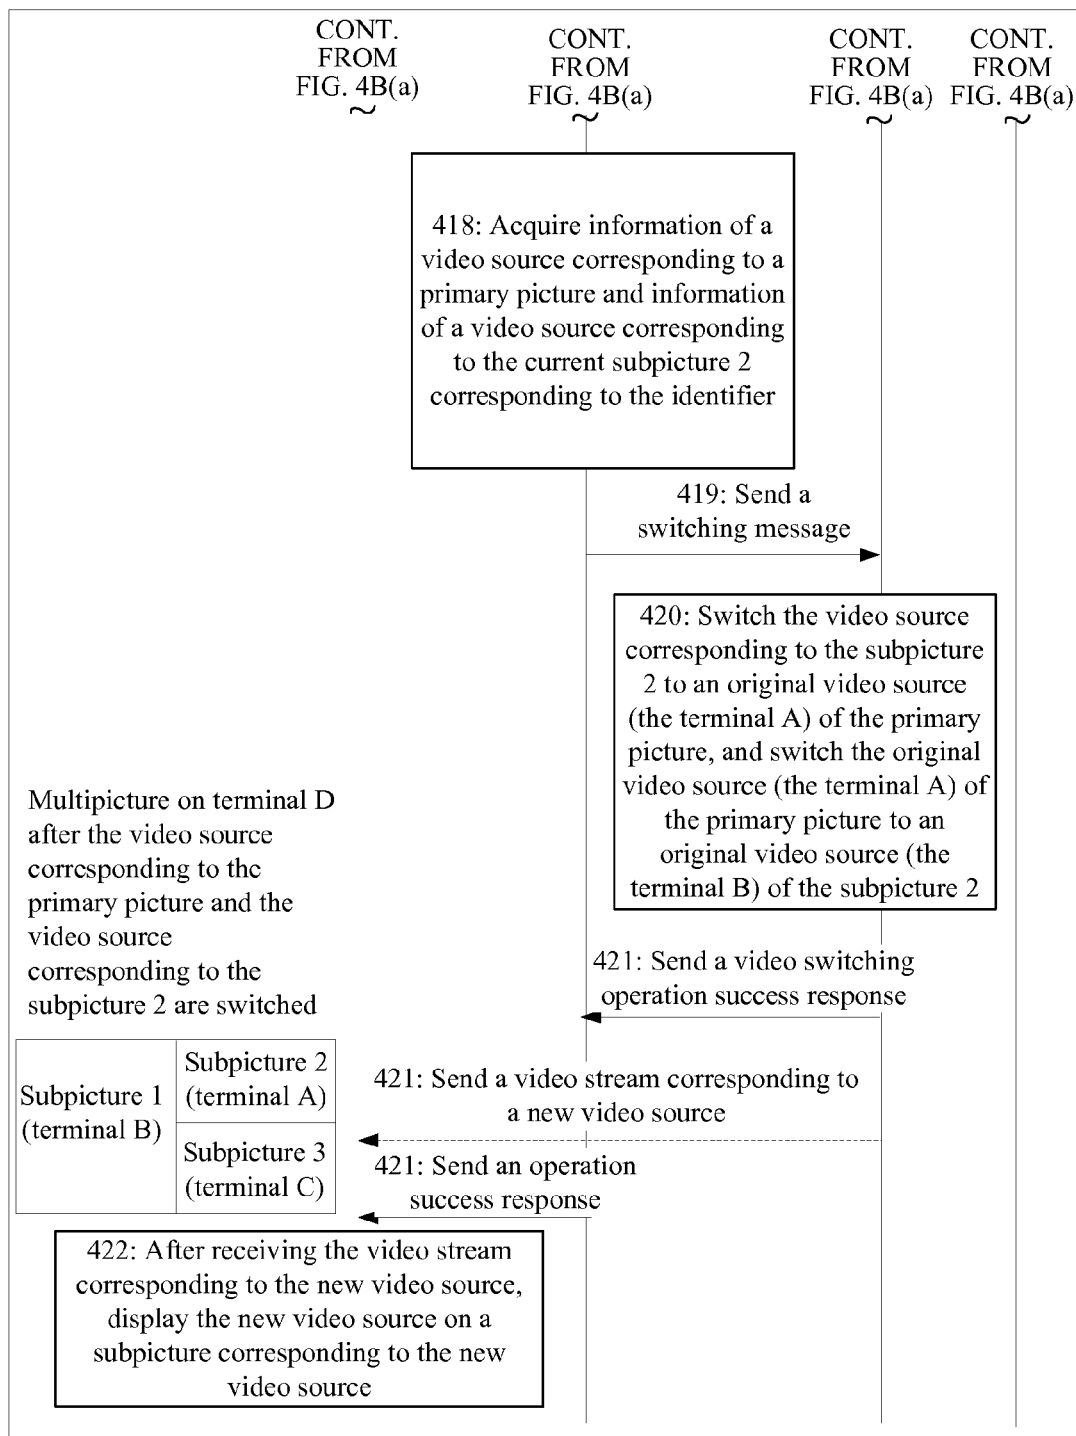 CONT.
FROM
FIG. 4B(a)
CONT.
FROM
FIG. 4B(a)
CONT.
FROM
FIG. 4B(a)
CONT.
FROM
FIG. 4B(a)
418: Acquire information of a
video source corresponding to a
primary picture and information
of a video source corresponding
to the current subpicture 2
corresponding to the identifier
419: Send a
switching message
420: Switch the video source
corresponding to the subpicture
2 to an original video source
(the terminal A) of the primary
picture, and switch the original
video source (the terminal A) of
the primary picture to an
original video source (the
terminal B) of the subpicture 2
Multipicture on terminal D
after the video source
corresponding to the
primary picture and the
video source
corresponding to the
subpicture 2 are switched
421: Send a video switching
operation success response
Subpicture 1
(terminal B)
Subpicture 2
(terminal A)
Subpicture 3
(terminal C)
421: Send a video stream corresponding to
a new video source
421: Send an operation
success response
422: After receiving the video stream
corresponding to the new video source,
display the new video source on a
subpicture corresponding to the new
video source